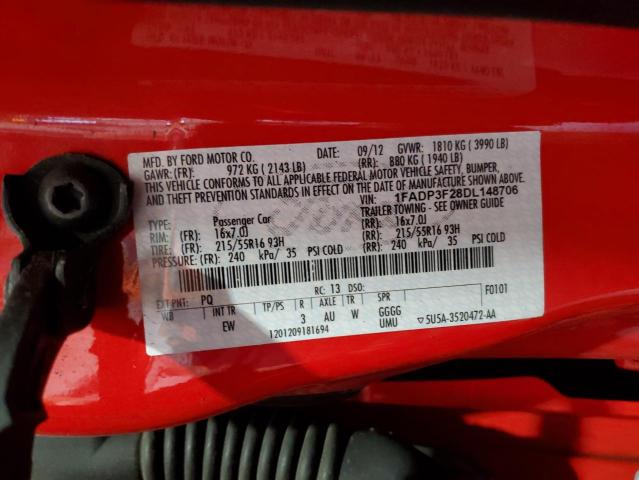 MFD. BY FORD MOTOR CO.
DATE: 09/12 GVWR: 1810 KG ( 3990 LB)
GAWR: (FR): 972 KG ( 2143 LB) (RR): 880 KG ( 1940 LB)
THIS VEHICLE CONFORMS TO ALL APPLICABLE FEDERAL MOTOR VEHICLE SAFETY, BUMPER,
AND THEFT PREVENTION STANDARDS IN EFFECT ON THE DATE OF MANUFACTURE SHOWN ABOVE.
VIN: 1FADP3F28DL148706
TYPE: Passenger Car TRAILER TOWING - SEE OWNER GUIDE
RIM: (FR) 16x7.0J (RR): 16x7.0J
TIRE: (FR) 215/55R16 93H (RR): 215/55R16 93H
PRESSURE: (FR) 240 kPa/ 35 PSI COLD (RR): 240 kPa/ 35 PSI COLD
RC: 13 DSO: F0101
EXT PNT: PQ
WB INT TR TP/PS R AXLE TR SPR
EW 3 AU W GGGG
UMU
1201209181694 5U5A-3520472-AA